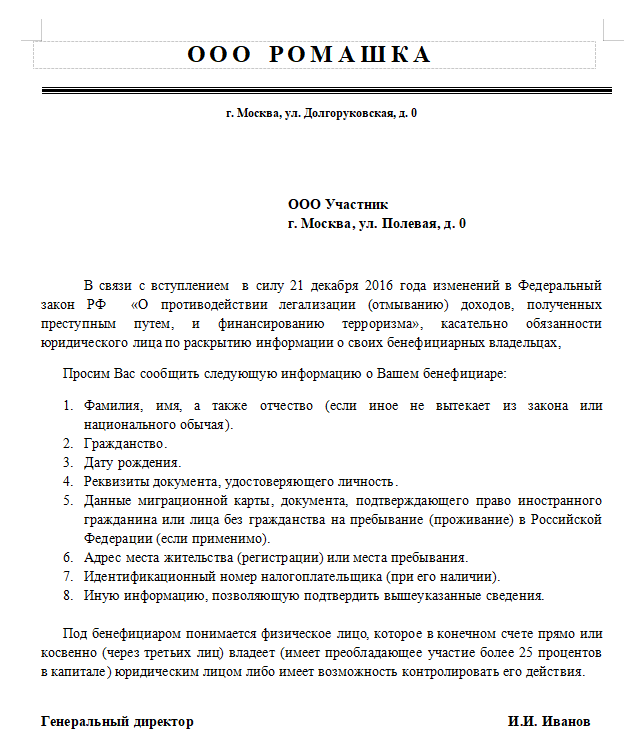 ООО РОМАШКА
г. Москва, ул. Долгоруковская, д. 0
ООО Участник
г. Москва, ул. Полевая, д. 0
В связи с вступлением в силу 21 декабря 2016 года изменений в Федеральный
закон РФ «О противодействии легализации (отмыванию) доходов, полученных
преступным путем, и финансированию терроризма», касательно обязанности
юридического лица по раскрытию информации о своих бенефициарных владельцах,
Просим Вас сообщить следующую информацию о Вашем бенефициаре:
1. Фамилия, имя, а также отчество (если иное не вытекает из закона или
национального обычая).
2. Гражданство.
3. Дату рождения.
4. Реквизиты документа, удостоверяющего личность.
5. Данные миграционной карты, документа, подтверждающего право иностранного
гражданина или лица без гражданства на пребывание (проживание) в Российской
Федерации (если применимо).
6. Адрес места жительства (регистрации) или места пребывания.
7. Идентификационный номер налогоплательщика (при его наличии).
8. Иную информацию, позволяющую подтвердить вышеуказанные сведения.
Под бенефициаром понимается физическое лицо, которое в конечном счете прямо или
косвенно (через третьих лиц) владеет (имеет преобладающее участие более 25 процентов
в капитале) юридическим лицом либо имеет возможность контролировать его действия.
Генеральный директор И.И. Иванов